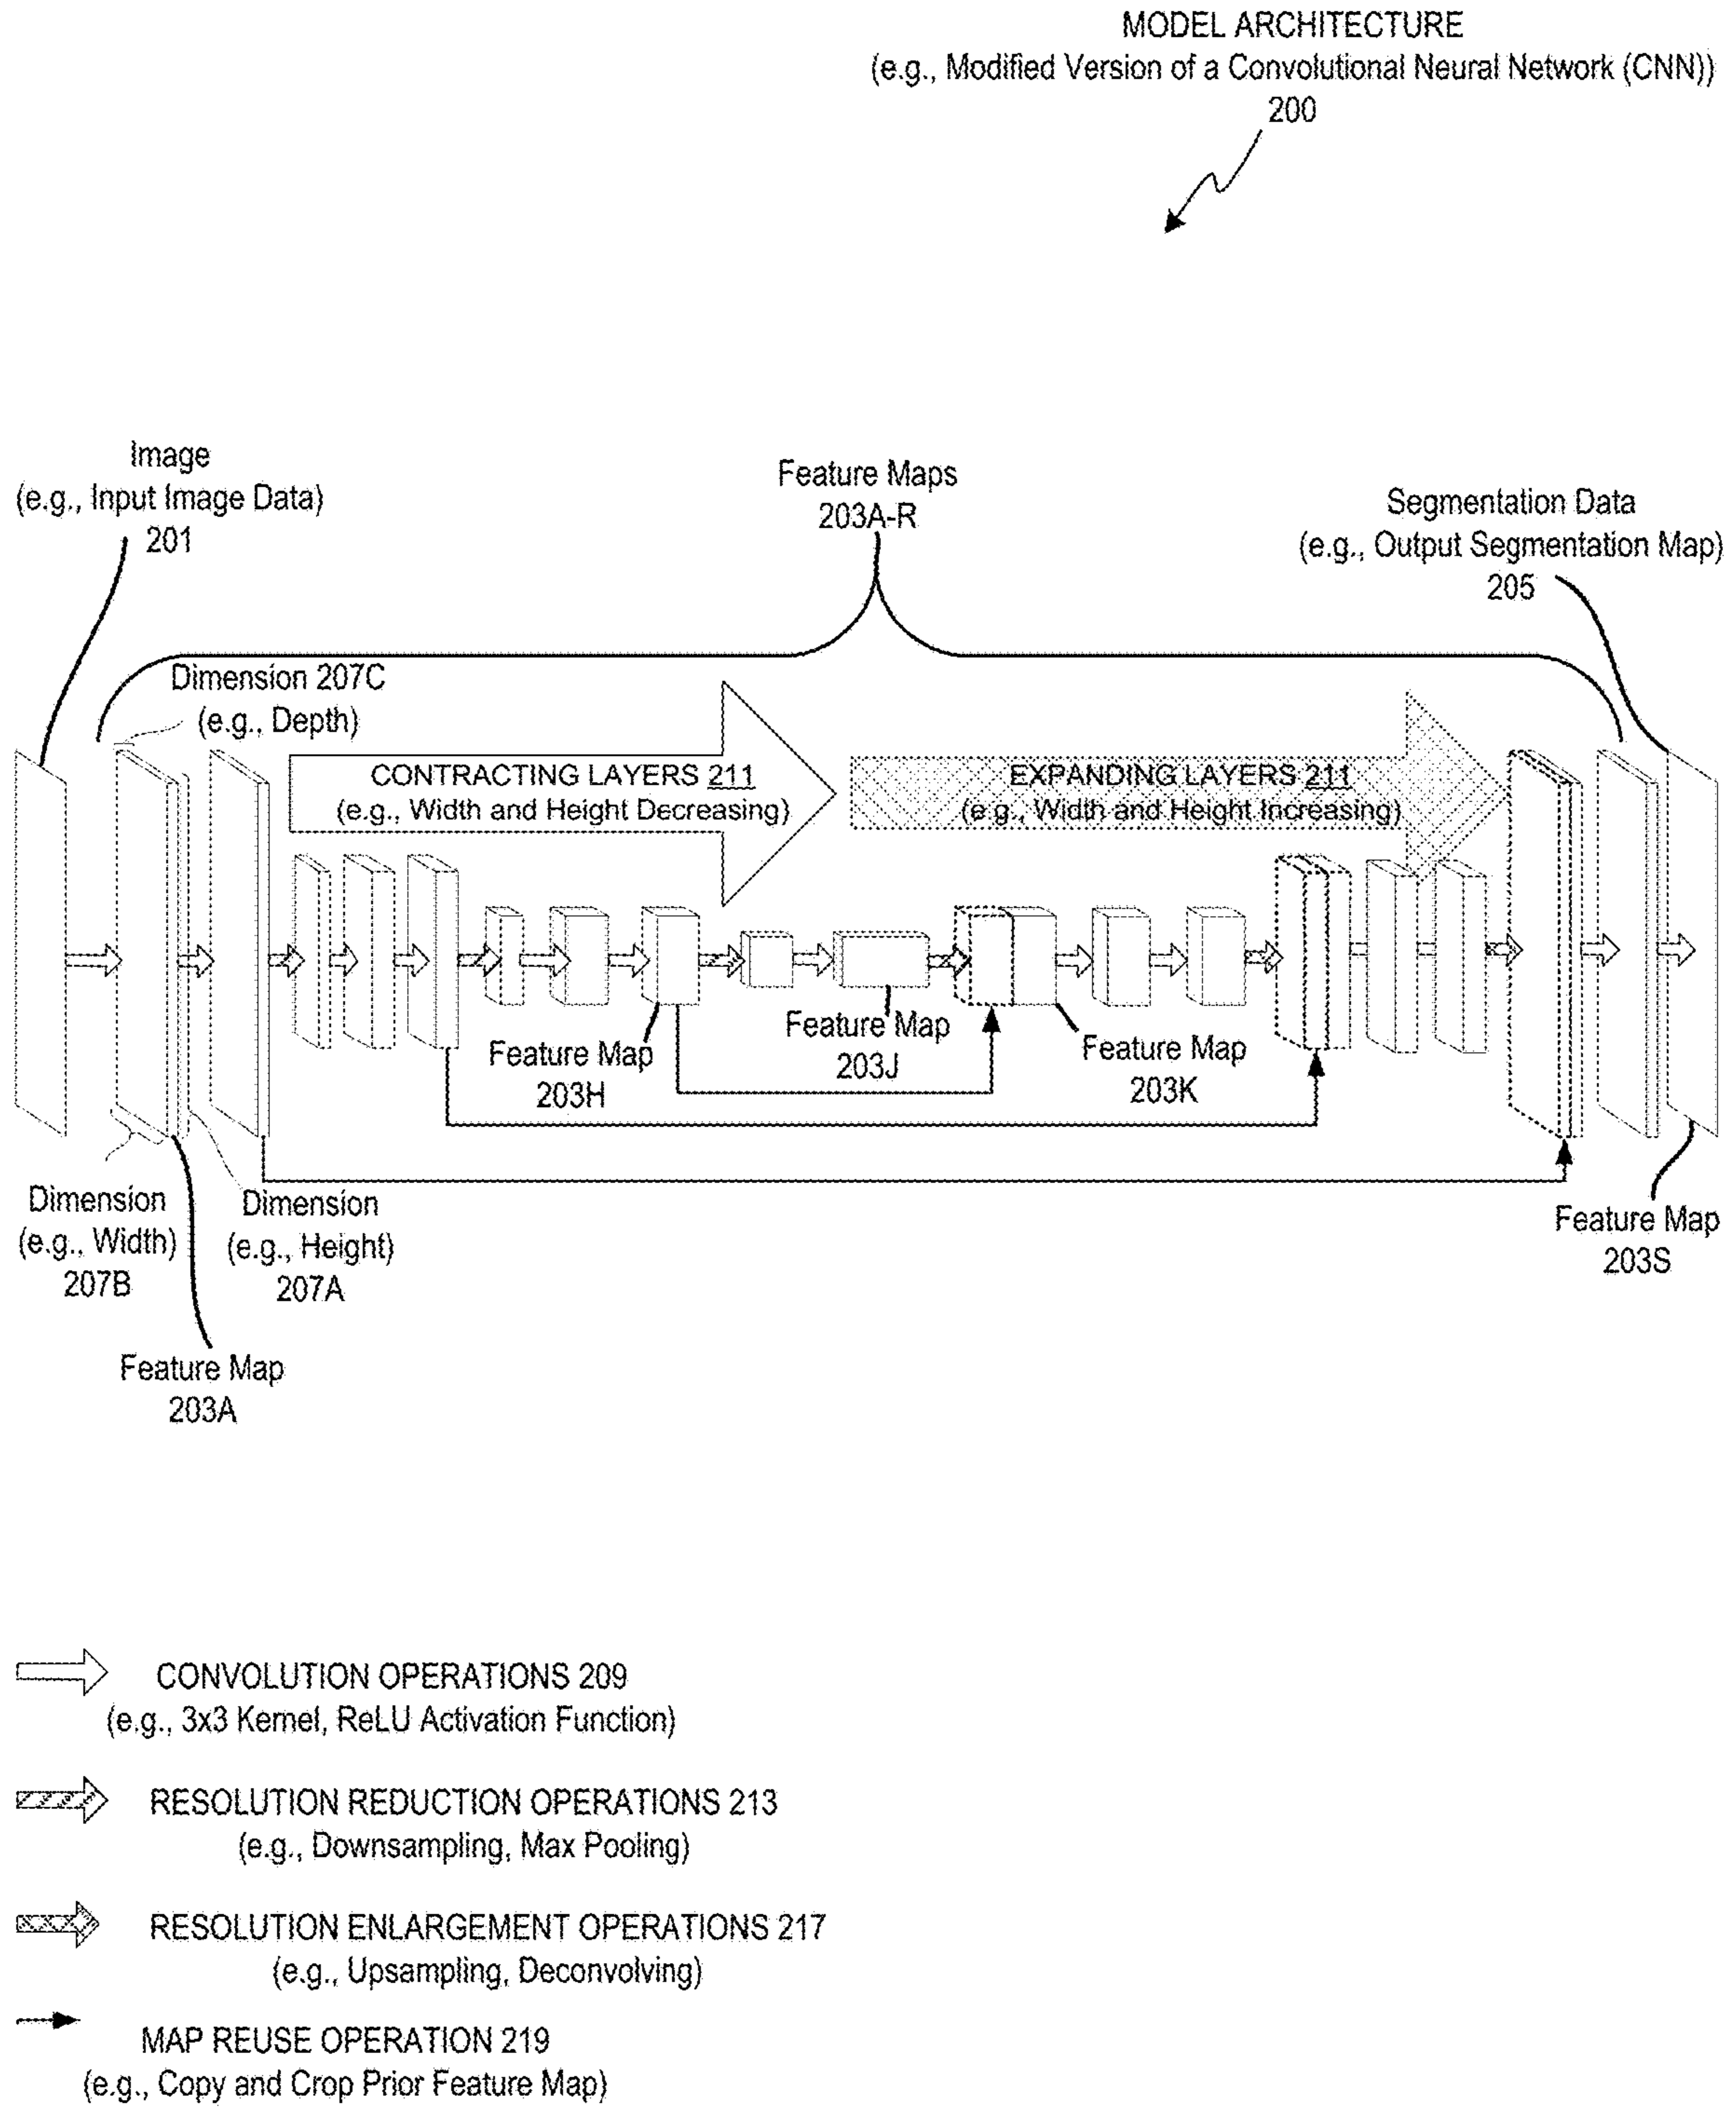 MODEL ARCHITECTURE
(e.g., Modified Version of a Convolutional Neural Network (CNN))
200
Image
(e.g., Input Image Data)
201
Feature Maps
203A-R
Segmentation Data
(e.g., Output Segmentation Map)
205
Dimension 207C
(e.g., Depth)
CONTRACTING LAYERS 211
(e.g., Width and Height Decreasing)
EXPANDING LAYERS 211
(e.g., Width and Height Increasing)
Feature Map
203H
Feature Map
203J
Feature Map
203K
Dimension
(e.g., Width)
207B
Dimension
(e.g., Height)
207A
Feature Map
203S
Feature Map
203A
CONVOLUTION OPERATIONS 209
(e.g., 3x3 Kernel, ReLU Activation Function)
RESOLUTION REDUCTION OPERATIONS 213
(e.g., Downsampling, Max Pooling)
RESOLUTION ENLARGEMENT OPERATIONS 217
(e.g., Upsampling, Deconvolving)
MAP REUSE OPERATION 219
(e.g., Copy and Crop Prior Feature Map)